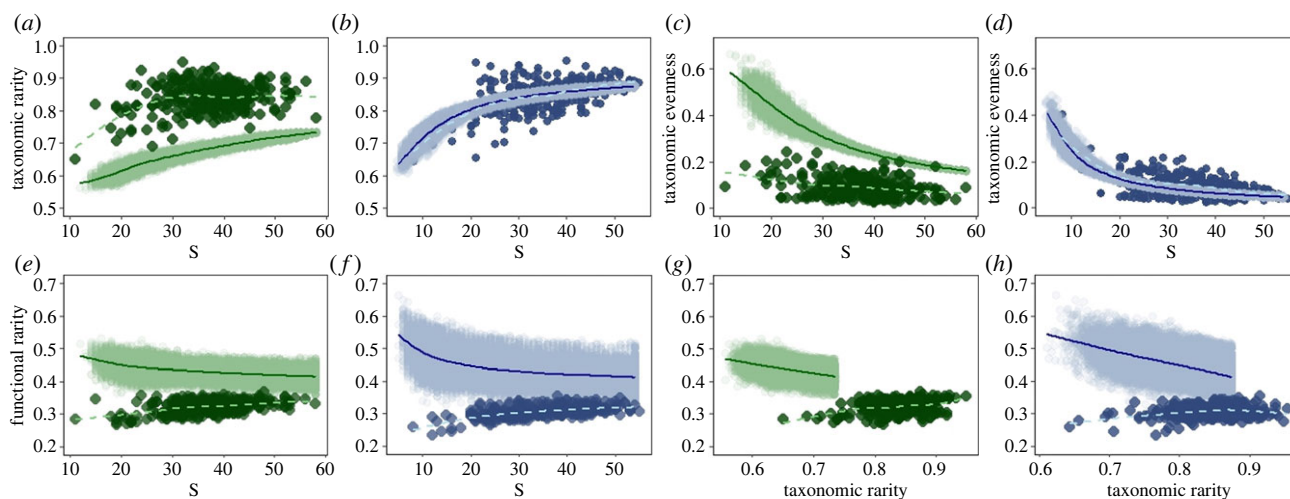 (a) (b) (c) (d)
taxonomic rarity
1.0 0.9 0.8 0.7 0.6 0.5
10 20 30 40 50 60
S
1.0 0.9 0.8 0.7 0.6 0.5
10 20 30 40 50
S
taxonomic evenness
0.6 0.4 0.2 0
10 20 30 40 50 60
S
taxonomic evenness
0.6 0.4 0.2 0
10 20 30 40 50
S
(e) (f) (g) (h)
functional rarity
0.7 0.6 0.5 0.4 0.3 0.2
10 20 30 40 50 60
S
0.7 0.6 0.5 0.4 0.3 0.2
10 20 30 40 50
S
0.7 0.6 0.5 0.4 0.3 0.2
0.6 0.7 0.8 0.9
taxonomic rarity
0.7 0.6 0.5 0.4 0.3 0.2
0.6 0.7 0.8 0.9
taxonomic rarity